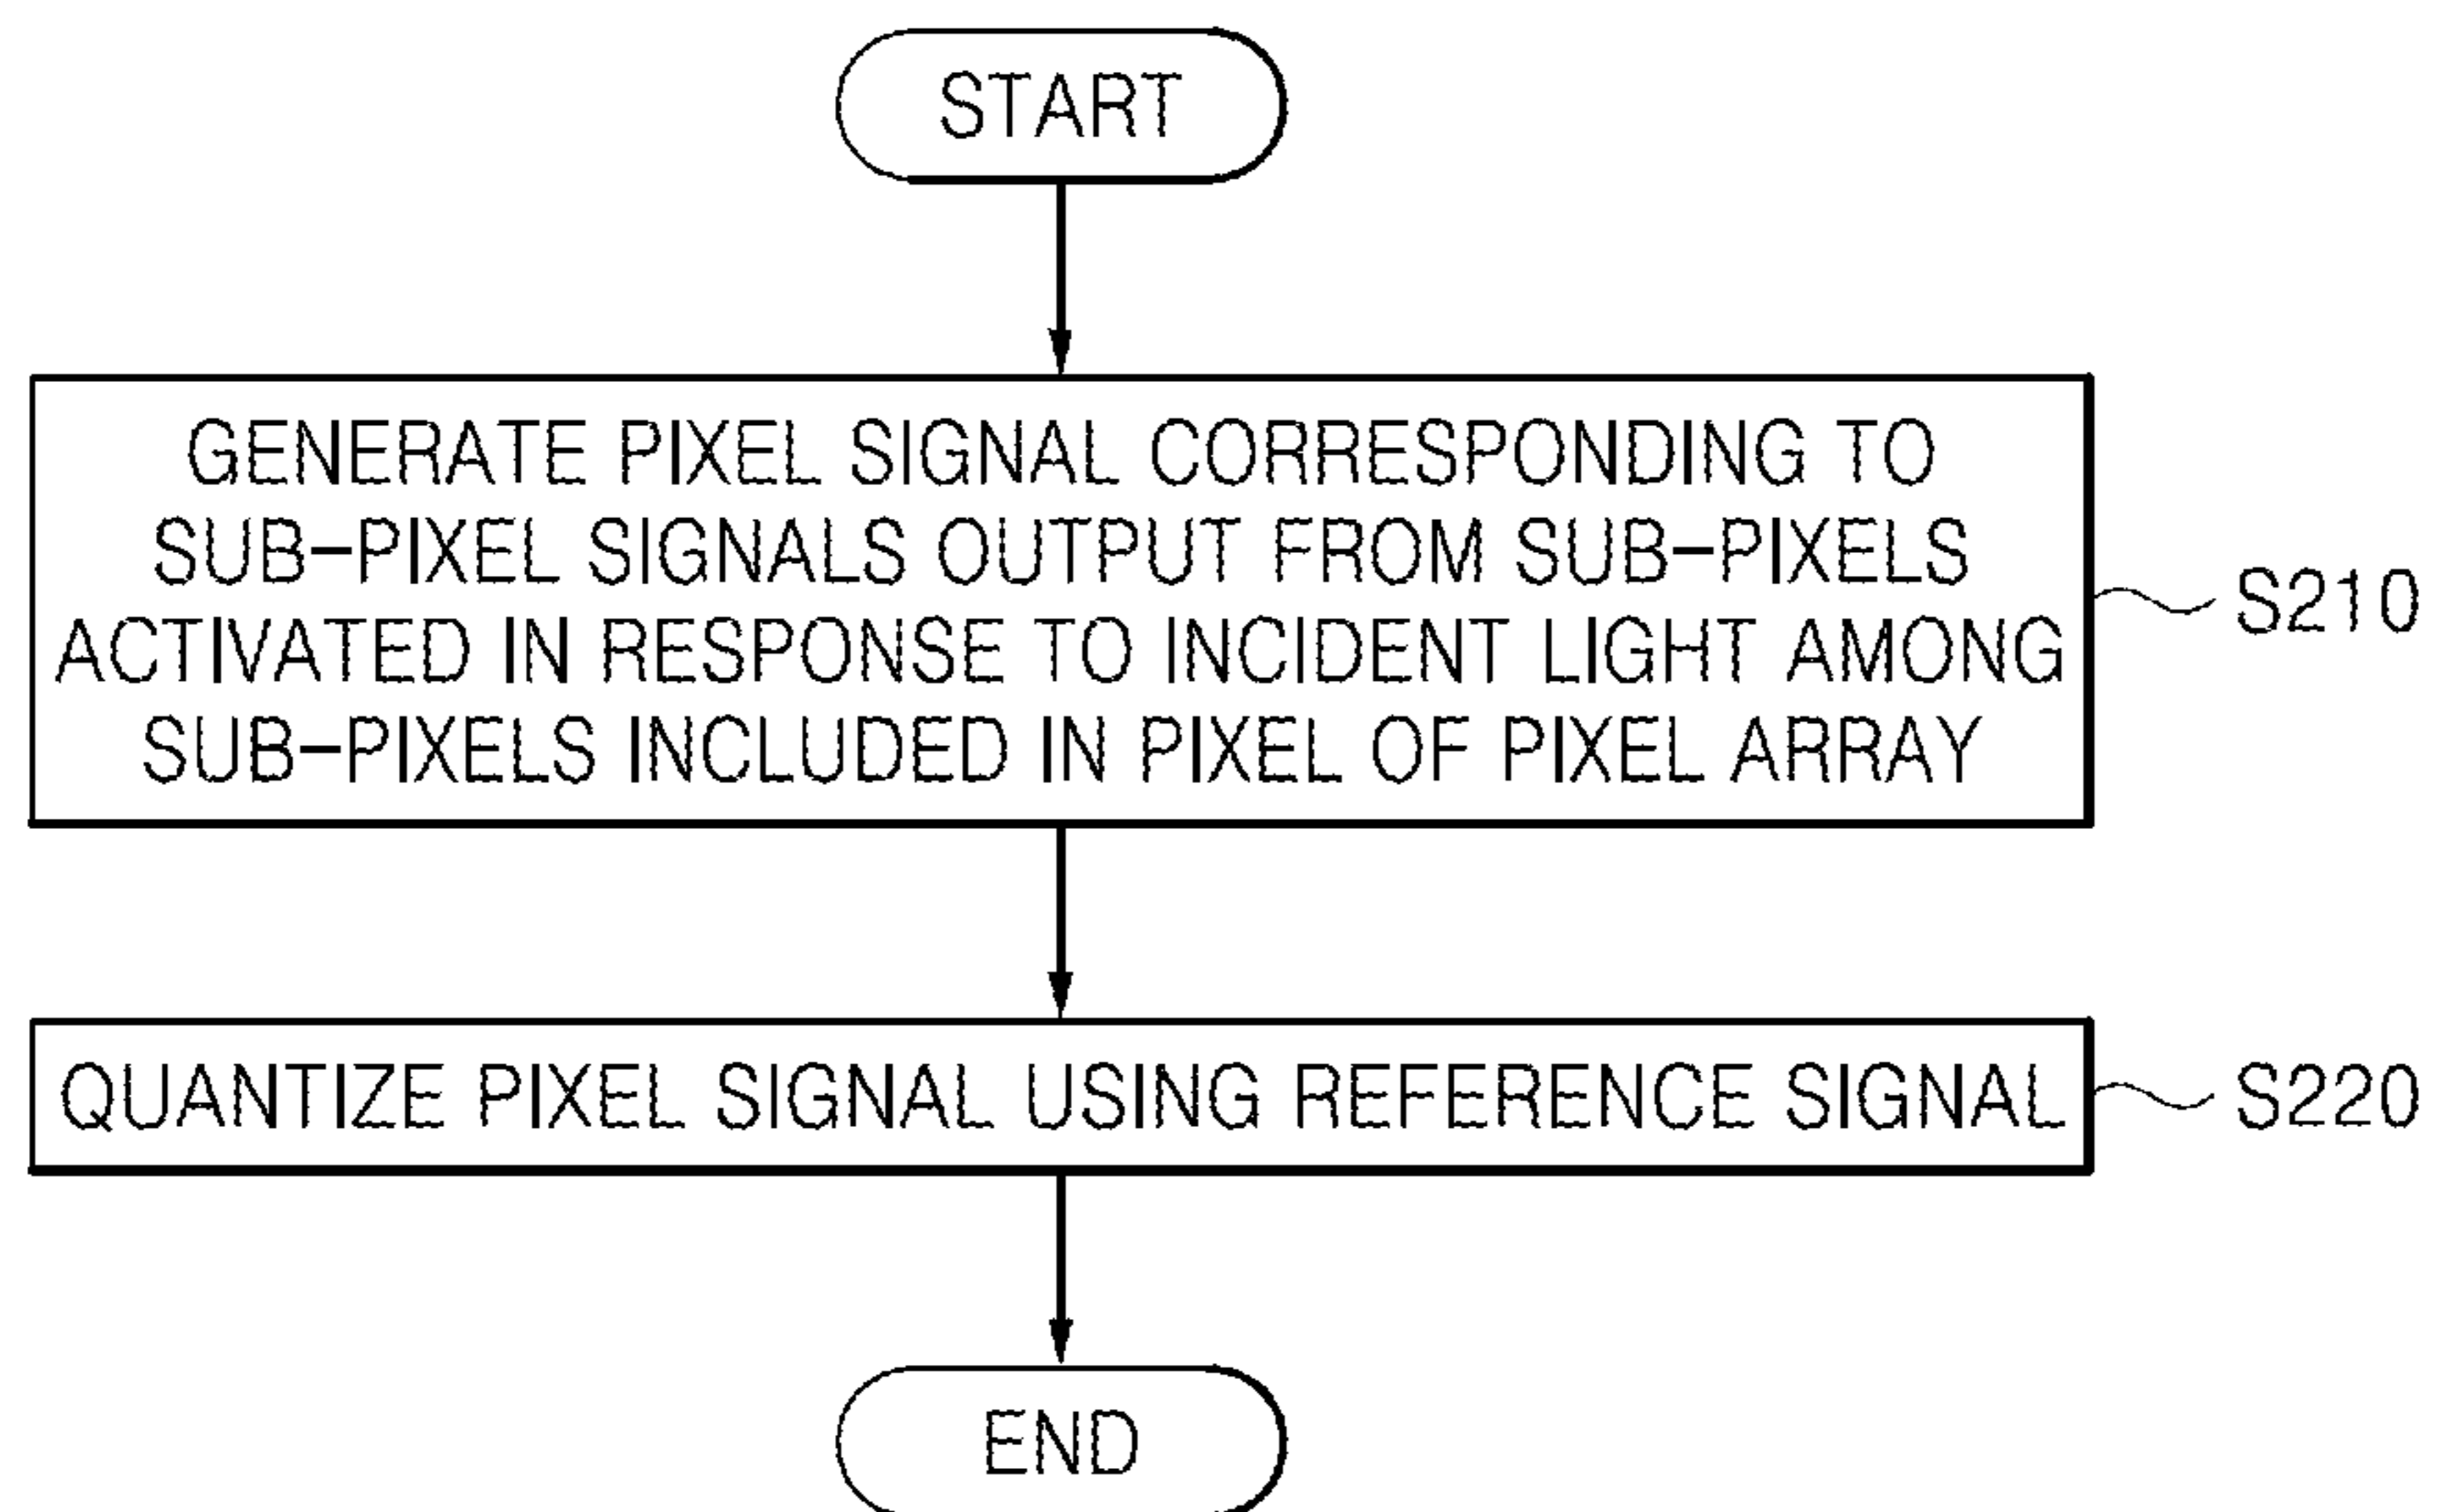 START
GENERATE PIXEL SIGNAL CORRESPONDING TO
SUB-PIXEL SIGNALS OUTPUT FROM SUB-PIXELS
ACTIVATED IN RESPONSE TO INCIDENT LIGHT AMONG
SUB-PIXELS INCLUDED IN PIXEL OF PIXEL ARRAY
S210
QUANTIZE PIXEL SIGNAL USING REFERENCE SIGNAL
S220
END